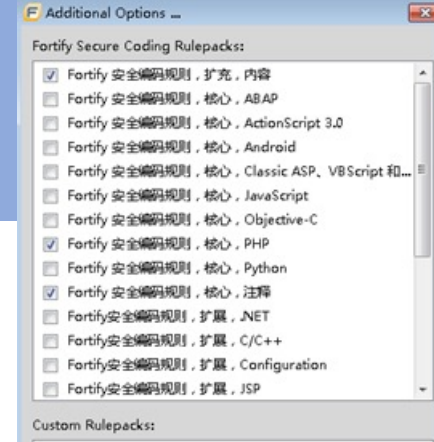 Additional Options ...
Fortify Secure Coding Rulepacks:
Fortify 安全编码规则，扩充，内容
Fortify 安全编码规则，核心，ABAP
Fortify 安全编码规则，核心，ActionScript 3.0
Fortify 安全编码规则，核心，Android
Fortify 安全编码规则，核心，Classic ASP、VBScript 和...
Fortify 安全编码规则，核心，JavaScript
Fortify 安全编码规则，核心，Objective-C
Fortify 安全编码规则，核心，PHP
Fortify 安全编码规则，核心，Python
Fortify 安全编码规则，核心，注释
Fortify安全编码规则，扩展，.NET
Fortify安全编码规则，扩展，C/C++
Fortify安全编码规则，扩展，Configuration
Fortify安全编码规则，扩展，JSP
Custom Rulepacks: